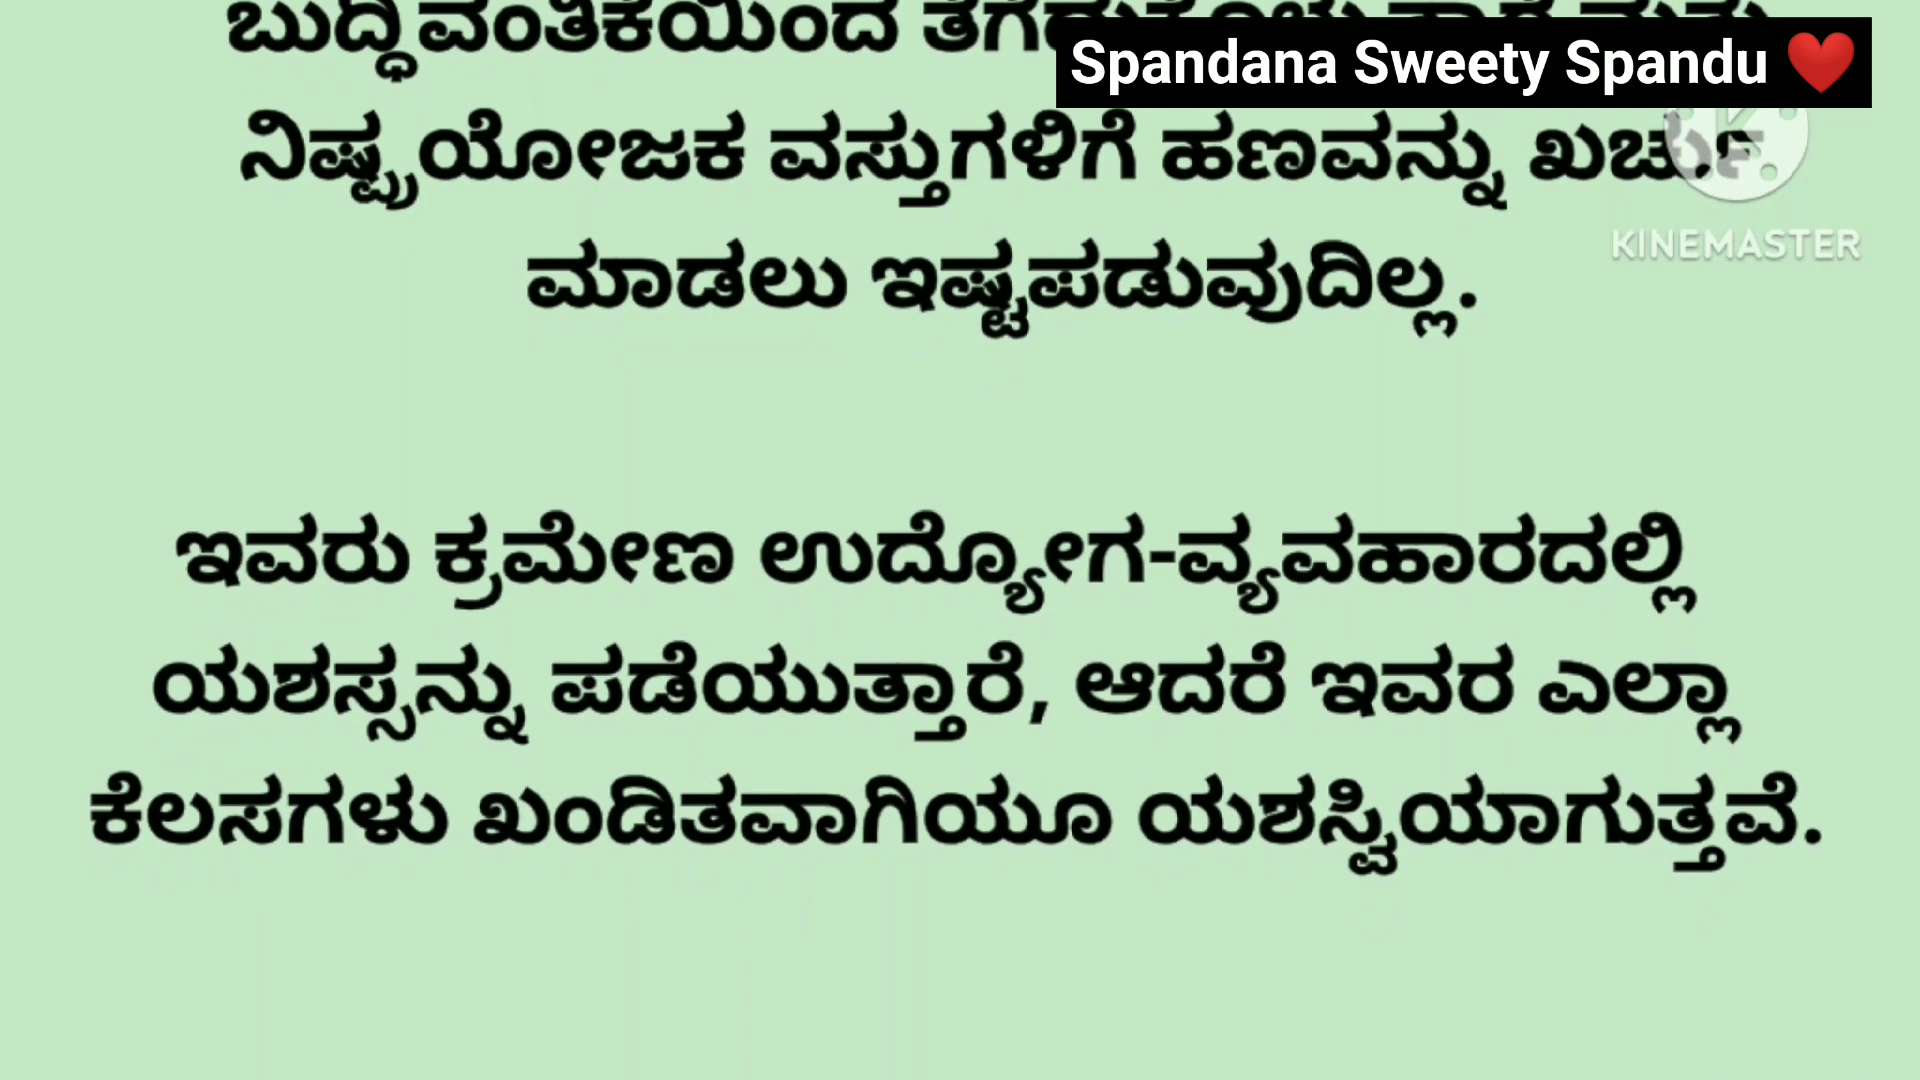 ಬುದ್ಧಿವಂತಿಕೆಯಿಂದ
Spandana Sweety Spandu ❤️
ನಿಷ್ಪ್ರಯೋಜಕ ವಸ್ತುಗಳಿಗೆ ಹಣವನ್ನು ಖರ್ಚು
KINEMASTER
ಮಾಡಲು ಇಷ್ಟಪಡುವುದಿಲ್ಲ.
ಇವರು ಕ್ರಮೇಣ ಉದ್ಯೋಗ-ವ್ಯವಹಾರದಲ್ಲಿ
ಯಶಸ್ಸನ್ನು ಪಡೆಯುತ್ತಾರೆ, ಆದರೆ ಇವರ ಎಲ್ಲಾ
ಕೆಲಸಗಳು ಖಂಡಿತವಾಗಿಯೂ ಯಶಸ್ವಿಯಾಗುತ್ತವೆ.